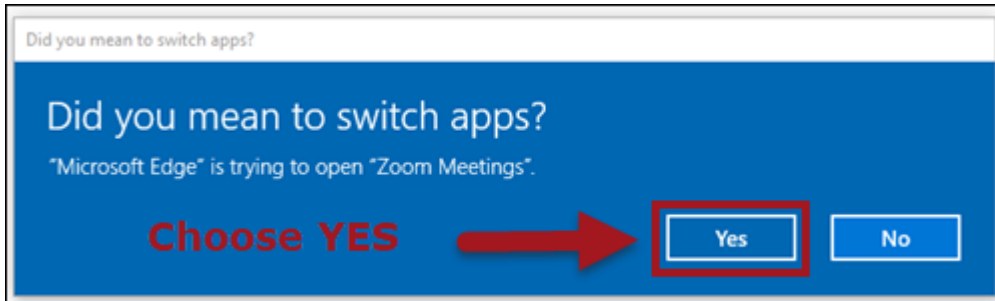 Did you mean to switch apps?
Did you mean to switch apps?
"Microsoft Edge" is trying to open "Zoom Meetings".
Choose YES Yes No